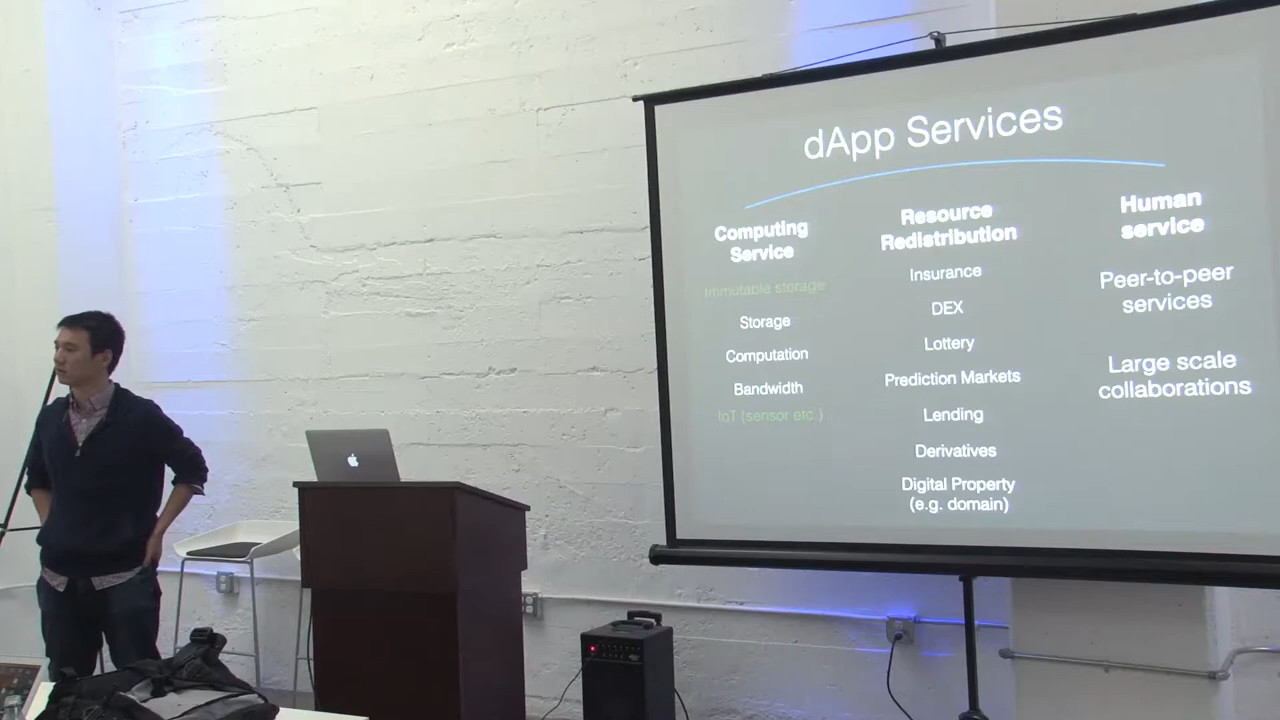 dApp Services
Computing
Service
Immutable storage
Storage
Computation
Bandwidth
IoT (sensor etc.)
Resource
Redistribution
Insurance
DEX
Lottery
Prediction Markets
Lending
Derivatives
Digital Property
(e.g. domain)
Human
service
Peer-to-peer
services
Large scale
collaborations